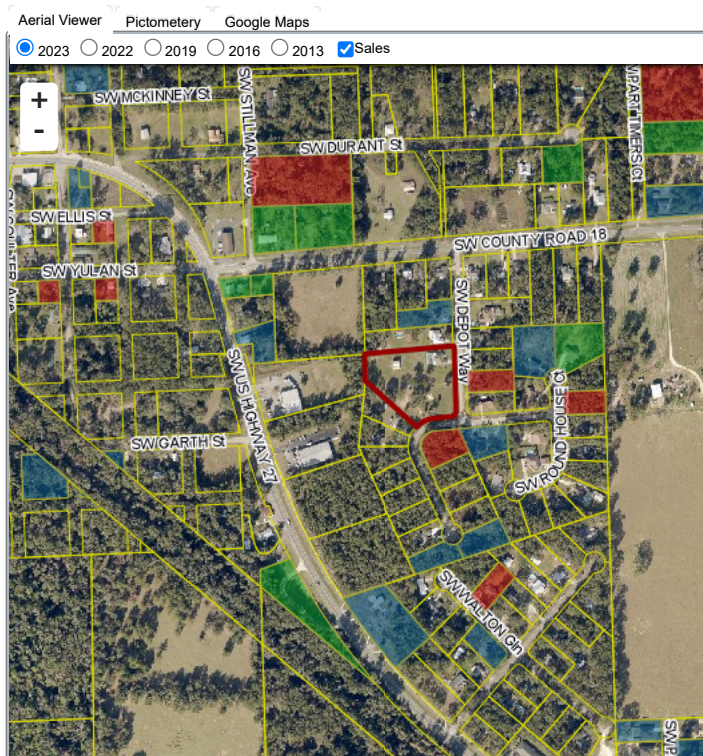 Aerial Viewer
Pictometery
Google Maps
2023
2022
2019
2016
2013
Sales
+
-
SW MCKINNEY St
SW STILLMAN Ave
SW DURANT St
SW ELLIS St
SW COUNTY ROAD 18
SW YULAN St
SW DEPOT Way
SW US HIGHWAY 27
SW ROUND HOUSE Ct
SW GARTH St
SW WALTON Gln